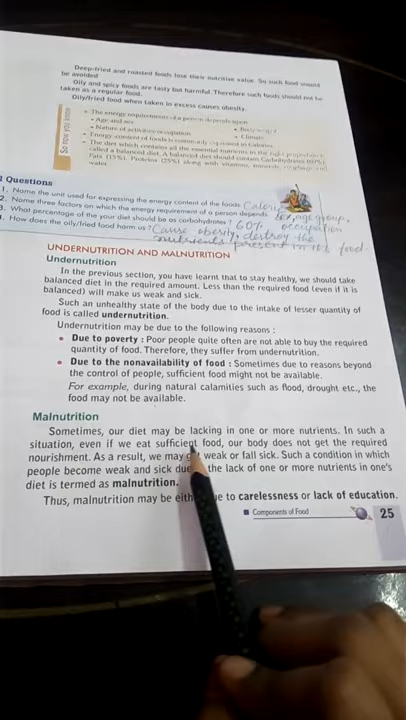 Deep-fried and roasted foods lose their nutritive value. So such food should
be avoided
Oily and spicy foods are tasty but harmful. Therefore such foods should not be
taken as a regular food.
Oily/fried food when taken in excess causes obesity.
So now you know
• The energy requirements of a person depends upon
• Age and sex
• Nature of activities/occupation
• Climate
• Energy content of foods is commonly expressed in Calories.
• The diet which contains all the essential nutrients in the right proportion is
called a balanced diet. A balanced diet should contain Carbohydrates (60%),
Fats (15%), Proteins (25%) along with vitamins, minerals, roughage and
water
Questions
1. Name the unit used for expressing the energy content of the foods Calorie
2. Name three factors on which the energy requirement of a person depends. Sex, age group,
3. What percentage of your diet should be as carbohydrates? 60% occupation
. How does the oily/fried food harm us? Cause obesity, destroy the
nutrients present in the food.
UNDERNUTRITION AND MALNUTRITION
Undernutrition
In the previous section, you have learnt that to stay healthy, we should take
balanced diet in the required amount. Less than the required food (even if it is
balanced) will make us weak and sick.
Such an unhealthy state of the body due to the intake of lesser quantity of
food is called undernutrition.
Undernutrition may be due to the following reasons :
• Due to poverty : Poor people quite often are not able to buy the required
quantity of food. Therefore, they suffer from undernutrition.
• Due to the nonavailability of food : Sometimes due to reasons beyond
the control of people, sufficient food might not be available.
For example, during natural calamities such as flood, drought etc., the
food may not be available.
Malnutrition
Sometimes, our diet may be lacking in one or more nutrients. In such a
situation, even if we eat sufficient food, our body does not get the required
nourishment. As a result, we may get weak or fall sick. Such a condition in which
people become weak and sick due the lack of one or more nutrients in one's
diet is termed as malnutrition.
Thus, malnutrition may be either due to carelessness or lack of education.
■ Components of Food 25